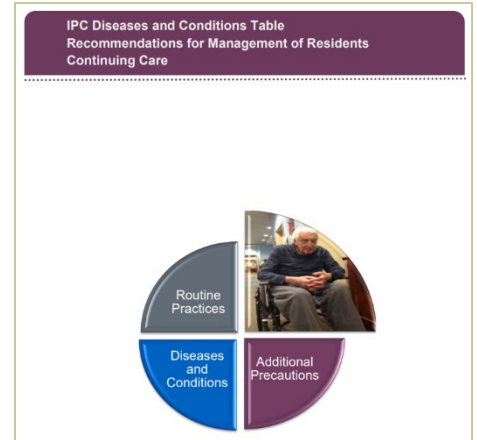 IPC Diseases and Conditions Table
Recommendations for Management of Residents
Continuing Care
Routine
Practices
Diseases
and
Conditions
Additional
Precautions